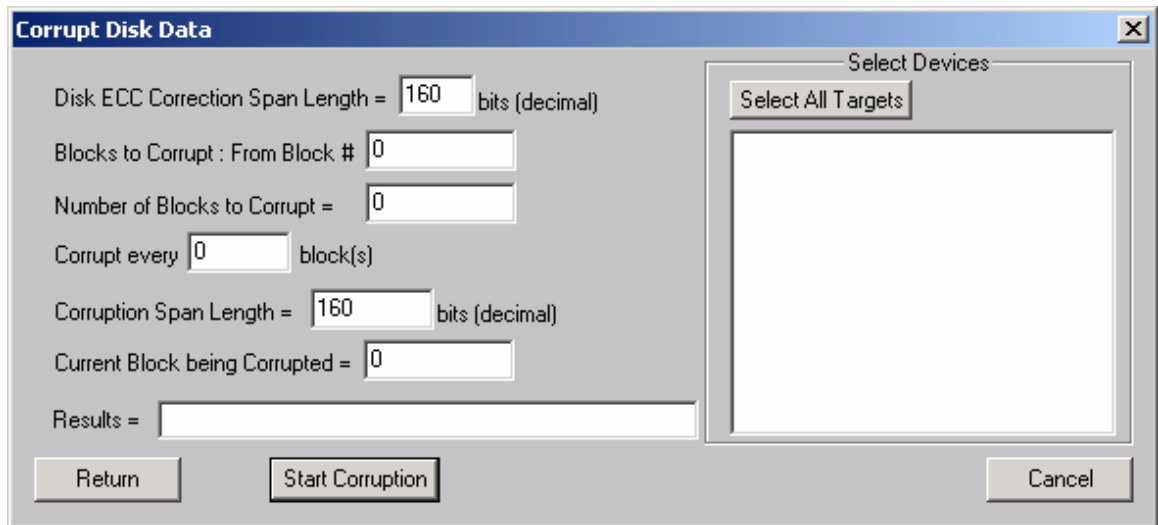 Corrupt Disk Data
Disk ECC Correction Span Length = 160 bits (decimal)
Blocks to Corrupt : From Block # 0
Number of Blocks to Corrupt = 0
Corrupt every 0 block(s)
Corruption Span Length = 160 bits (decimal)
Current Block being Corrupted = 0
Results =
Return
Start Corruption
Select Devices
Select All Targets
Cancel